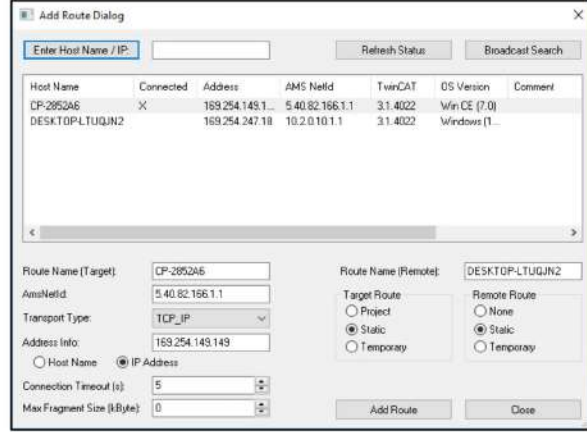 Add Route Dialog
Enter Host Name / IP: Refresh Status Broadcast Search
Host Name Connected Address AMS NetId TwinCAT OS Version Comment
CP-2852A6 X 169.254.149.1... 5.40.82.166.1.1 3.1.4022 Win CE (7.0)
DESKTOP-LTUQJN2 169.254.247.18 10.2.0.10.1.1 3.1.4022 Windows (1...
Route Name (Target): CP-2852A6 Route Name (Remote): DESKTOP-LTUQJN2
AmsNetId: 5.40.82.166.1.1 Target Route Remote Route
Project None
Transport Type: TCP_IP Static Static
Address Info: 169.254.149.149 Temporary Temporary
Host Name IP Address
Connection Timeout (s): 5
Max Fragment Size (kByte): 0 Add Route Close